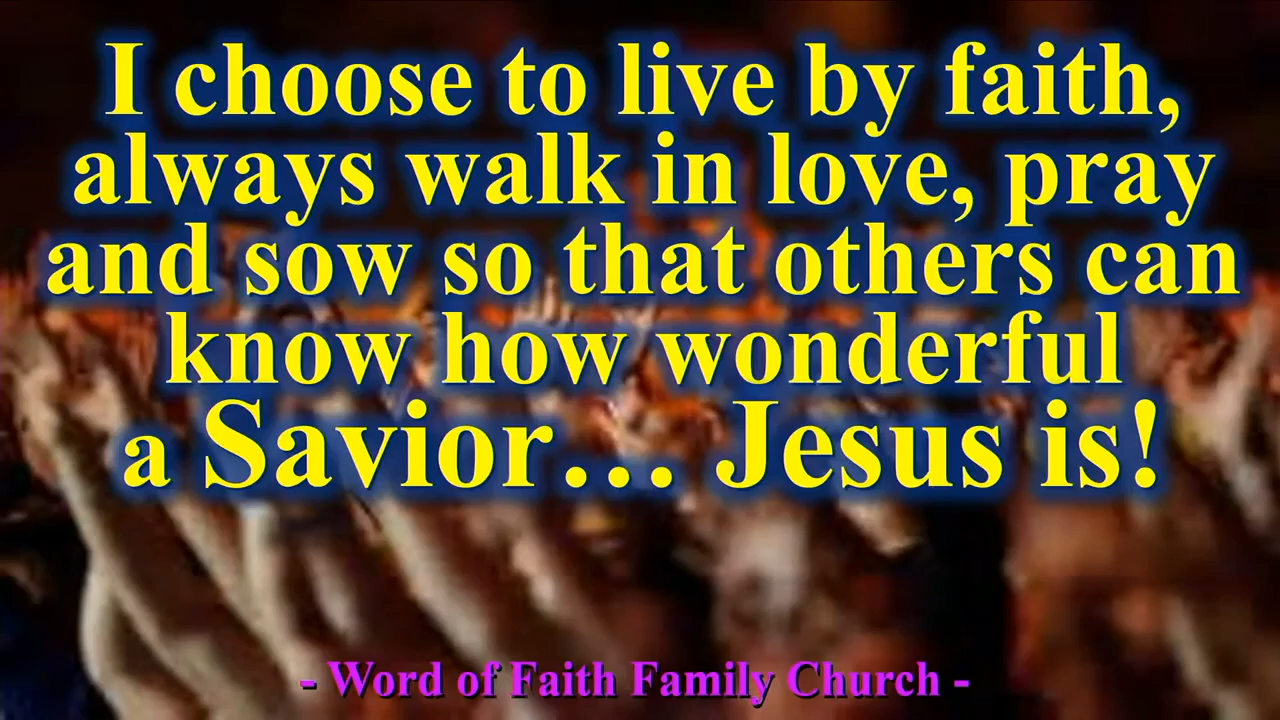 I choose to live by faith,
always walk in love, pray
and sow so that others can
know how wonderful
a Savior... Jesus is!
- Word of Faith Family Church -